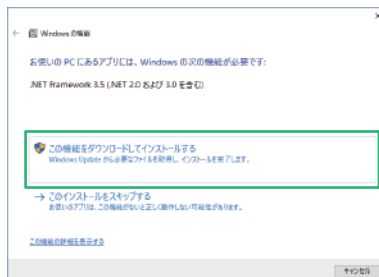 Windows の機能
お使いの PC にあるアプリには、Windows の次の機能が必要です:
.NET Framework 3.5 (.NET 2.0 および 3.0 を含む)
この機能をダウンロードしてインストールする
Windows Update から必要なファイルを取得し、インストールを完了します。
→ このインストールをスキップする
お使いのアプリは、この機能がないと正しく動作しない可能性があります。
この機能の詳細を表示する
キャンセル